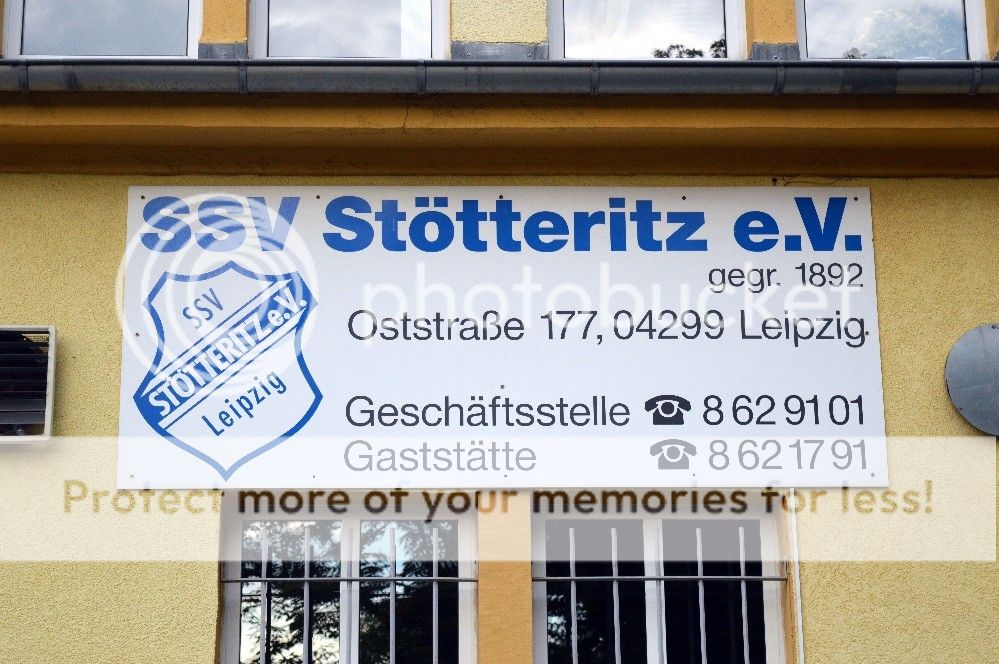 SSV Stötteritz e.V.
gegr. 1892
SSV
STÖTTERITZ e.V.
Leipzig
Oststraße 177, 04299 Leipzig
Geschäftsstelle ☎ 8 62 91 01
Gaststätte ☎ 8 62 17 91
photobucket
Protect more of your memories for less!